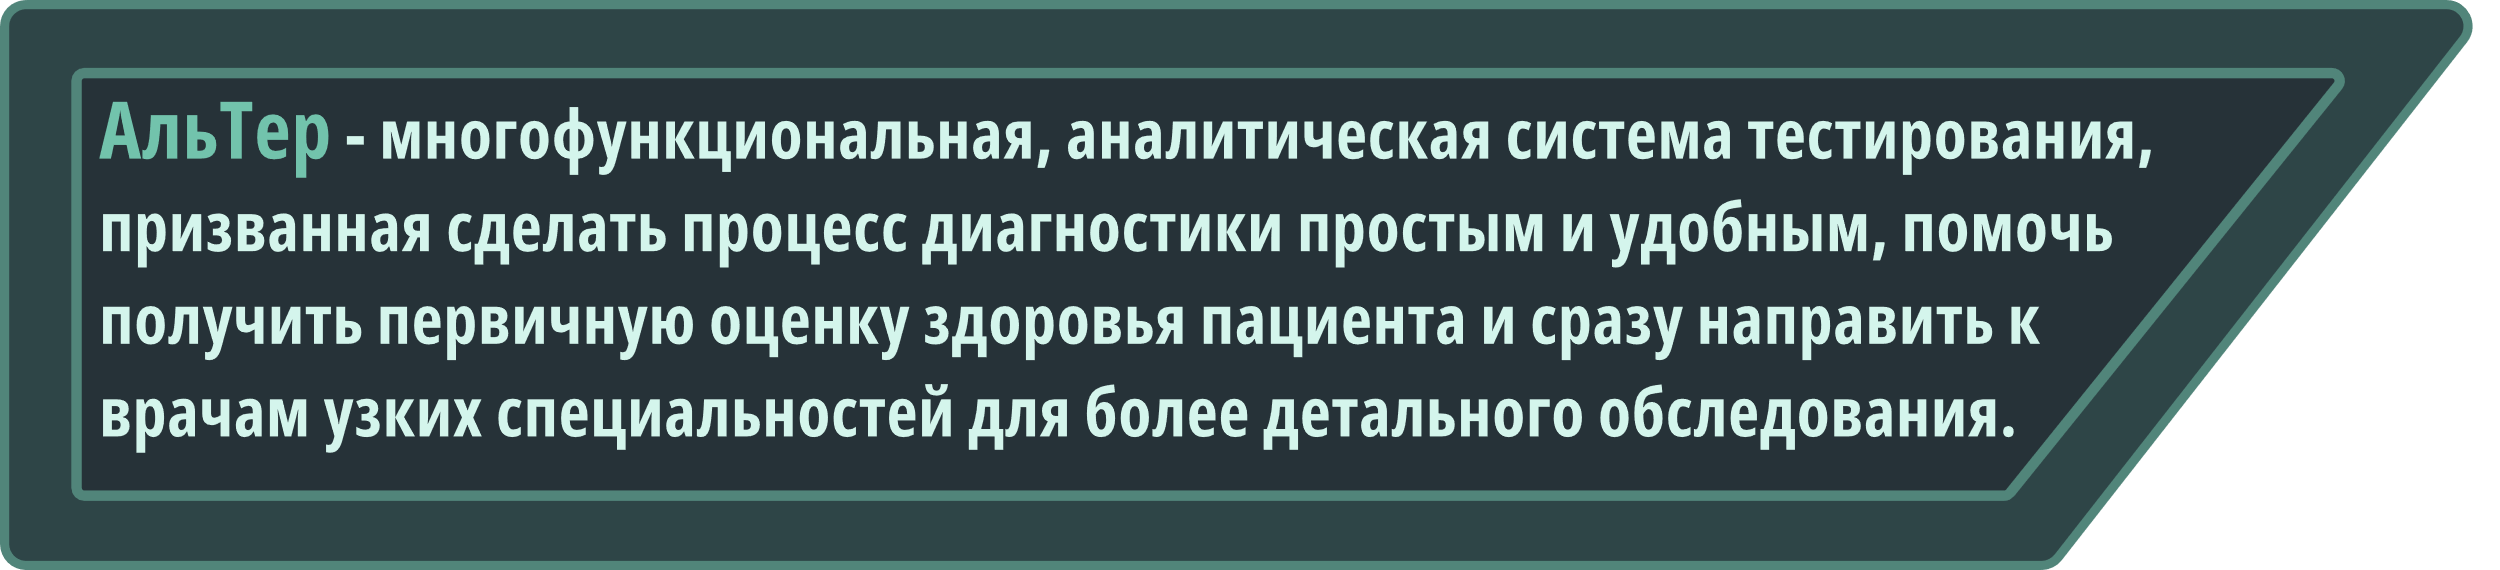 АльТер - многофункциональная, аналитическая система тестирования,
призванная сделать процесс диагностики простым и удобным, помочь
получить первичную оценку здоровья пациента и сразу направить к
врачам узких специальностей для более детального обследования.